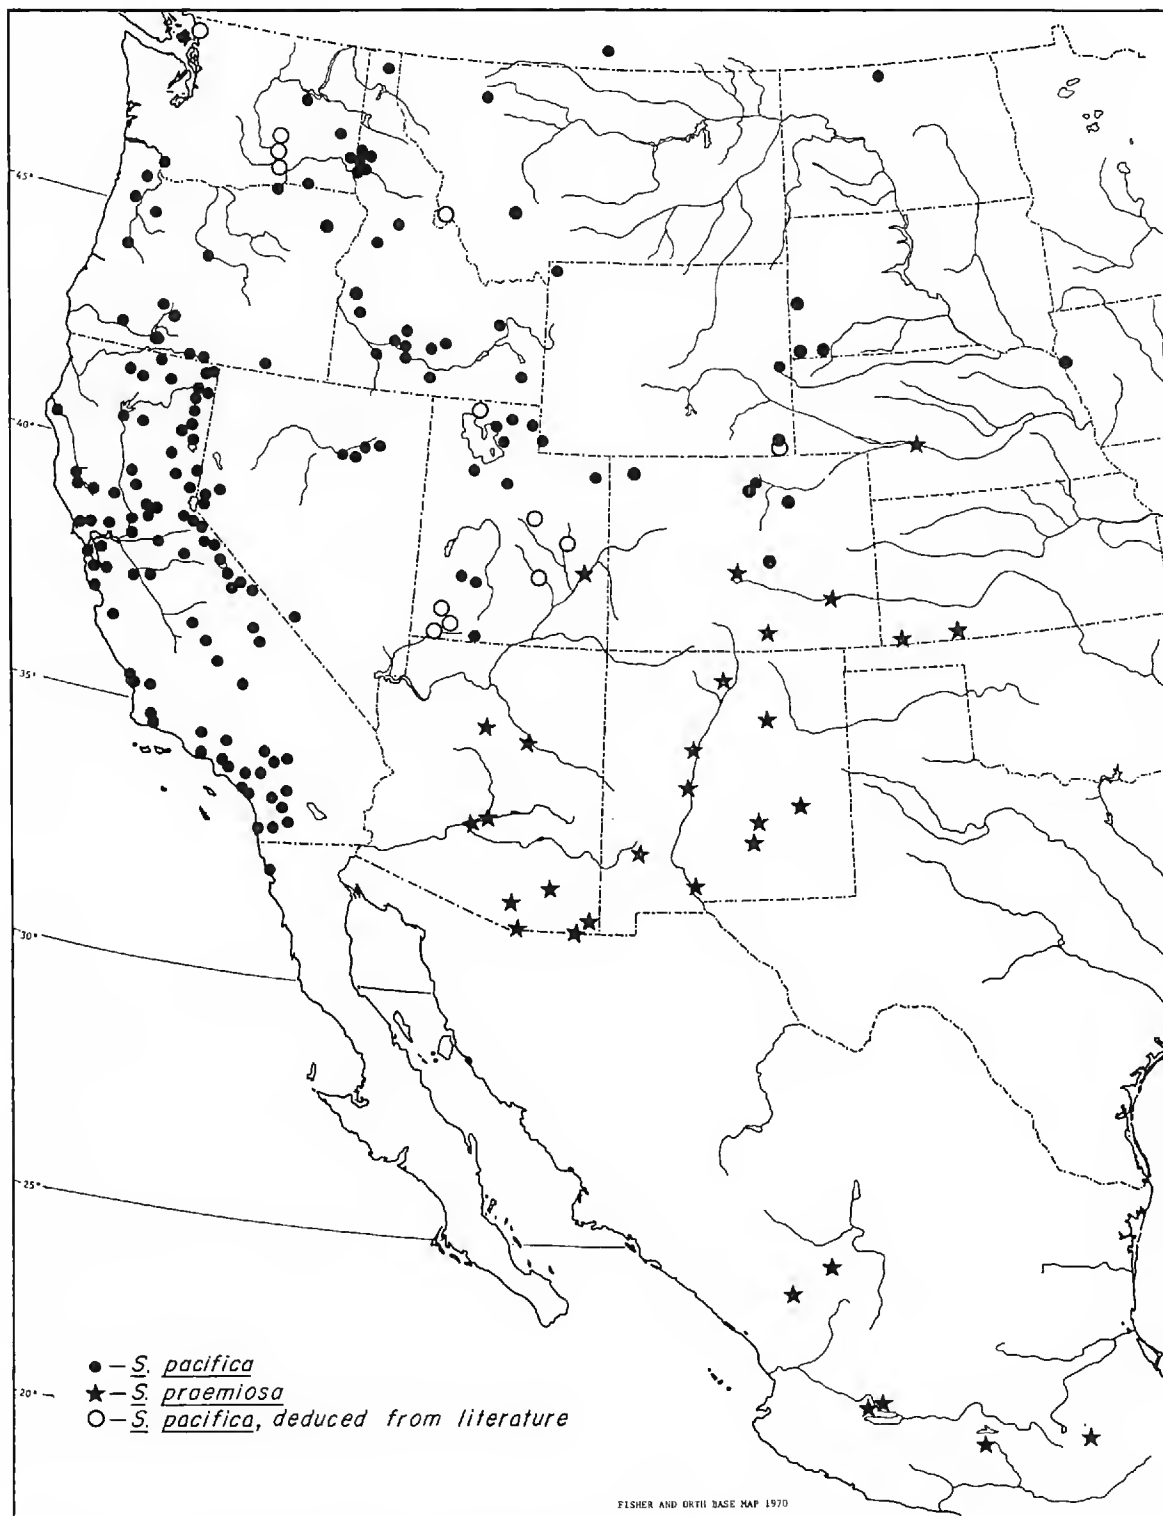 45°
40°
35°
30°
25°
20°
● — S. pacifica
★ — S. praemiosa
○ — S. pacifica, deduced from literature
FISHER AND ORTH BASE MAP 1970